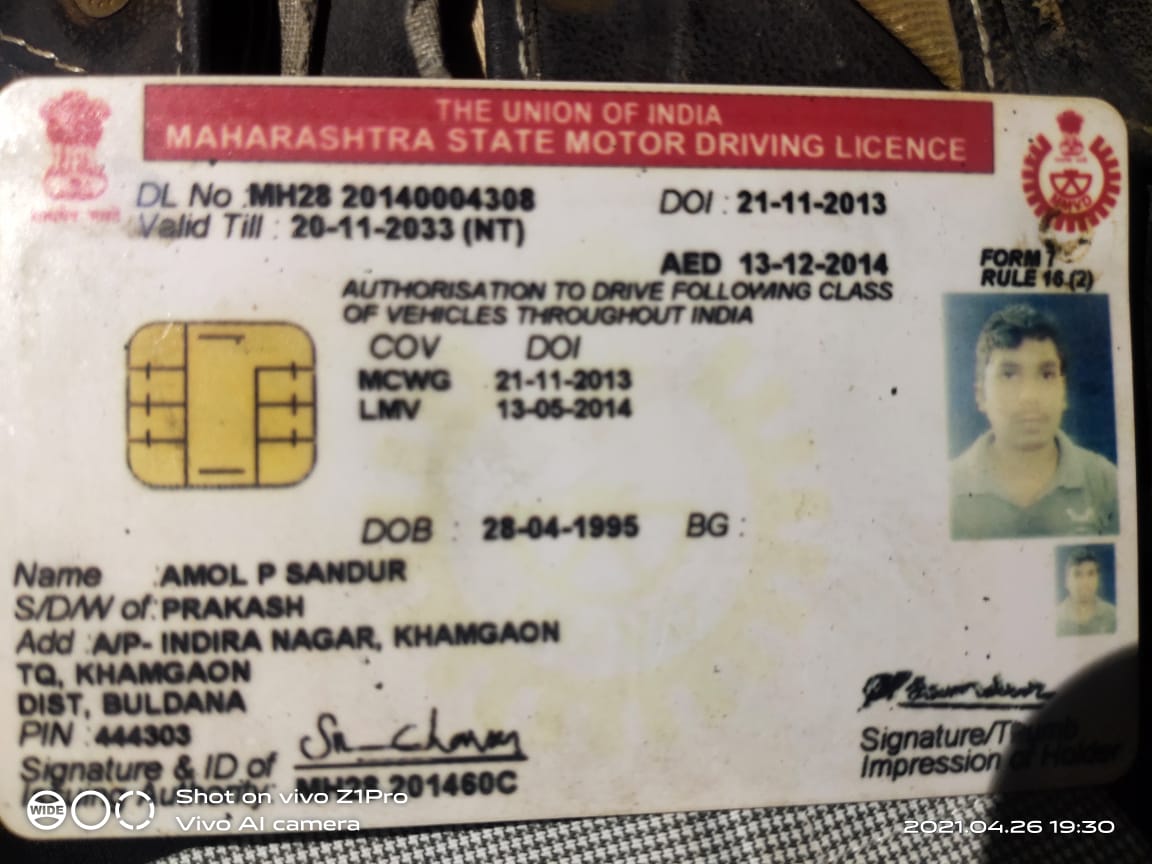 THE UNION OF INDIA
MAHARASHTRA STATE MOTOR DRIVING LICENCE
DL No : MH28 20140004308 DOI : 21-11-2013
Valid Till : 20-11-2033 (NT)
AED 13-12-2014
FORM 7
RULE 16 (2)
AUTHORISATION TO DRIVE FOLLOWING CLASS
OF VEHICLES THROUGHOUT INDIA
COV DOI
MCWG 21-11-2013
LMV 13-05-2014
DOB : 28-04-1995 BG :
Name : AMOL P SANDUR
S/D/W of : PRAKASH
Add : A/P- INDIRA NAGAR, KHAMGAON
TQ, KHAMGAON
DIST, BULDANA
PIN : 444303
Signature & ID of
MH28 201460C
Signature/Thumb
Impression of Holder
MMVD
WIDE
Shot on vivo Z1Pro
Vivo AI camera
2021.04.26 19:30